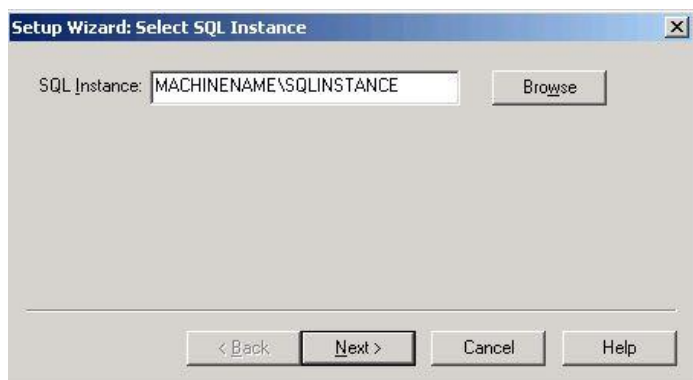 Setup Wizard: Select SQL Instance
SQL Instance: MACHINENAME\SQLINSTANCE Browse
< Back Next > Cancel Help